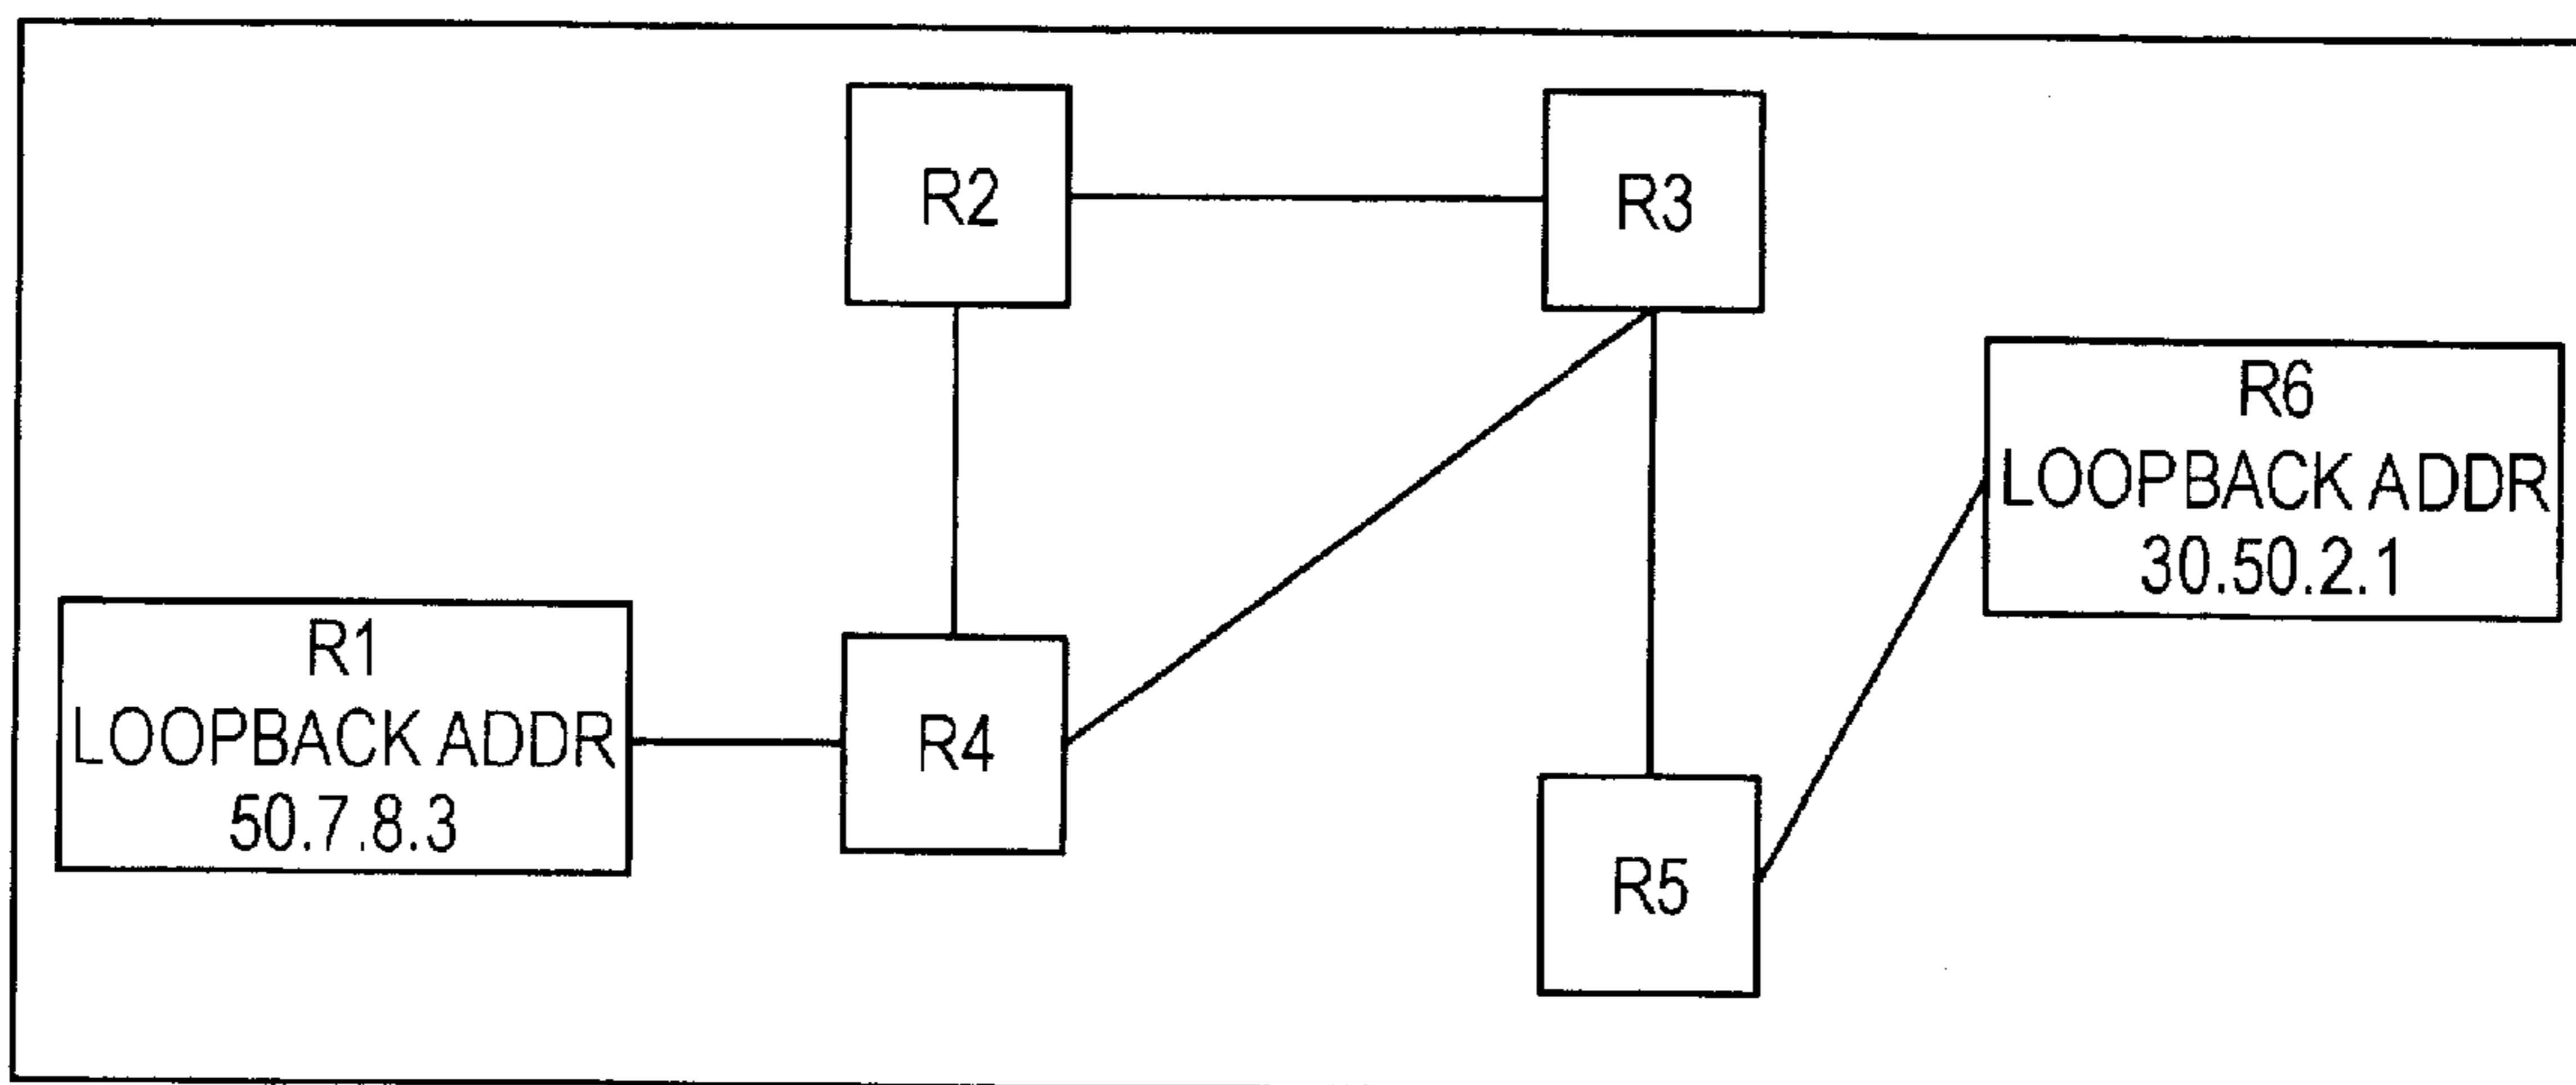 R2
R3
R6
LOOPBACK ADDR
30.50.2.1
R1
LOOPBACK ADDR
50.7.8.3
R4
R5